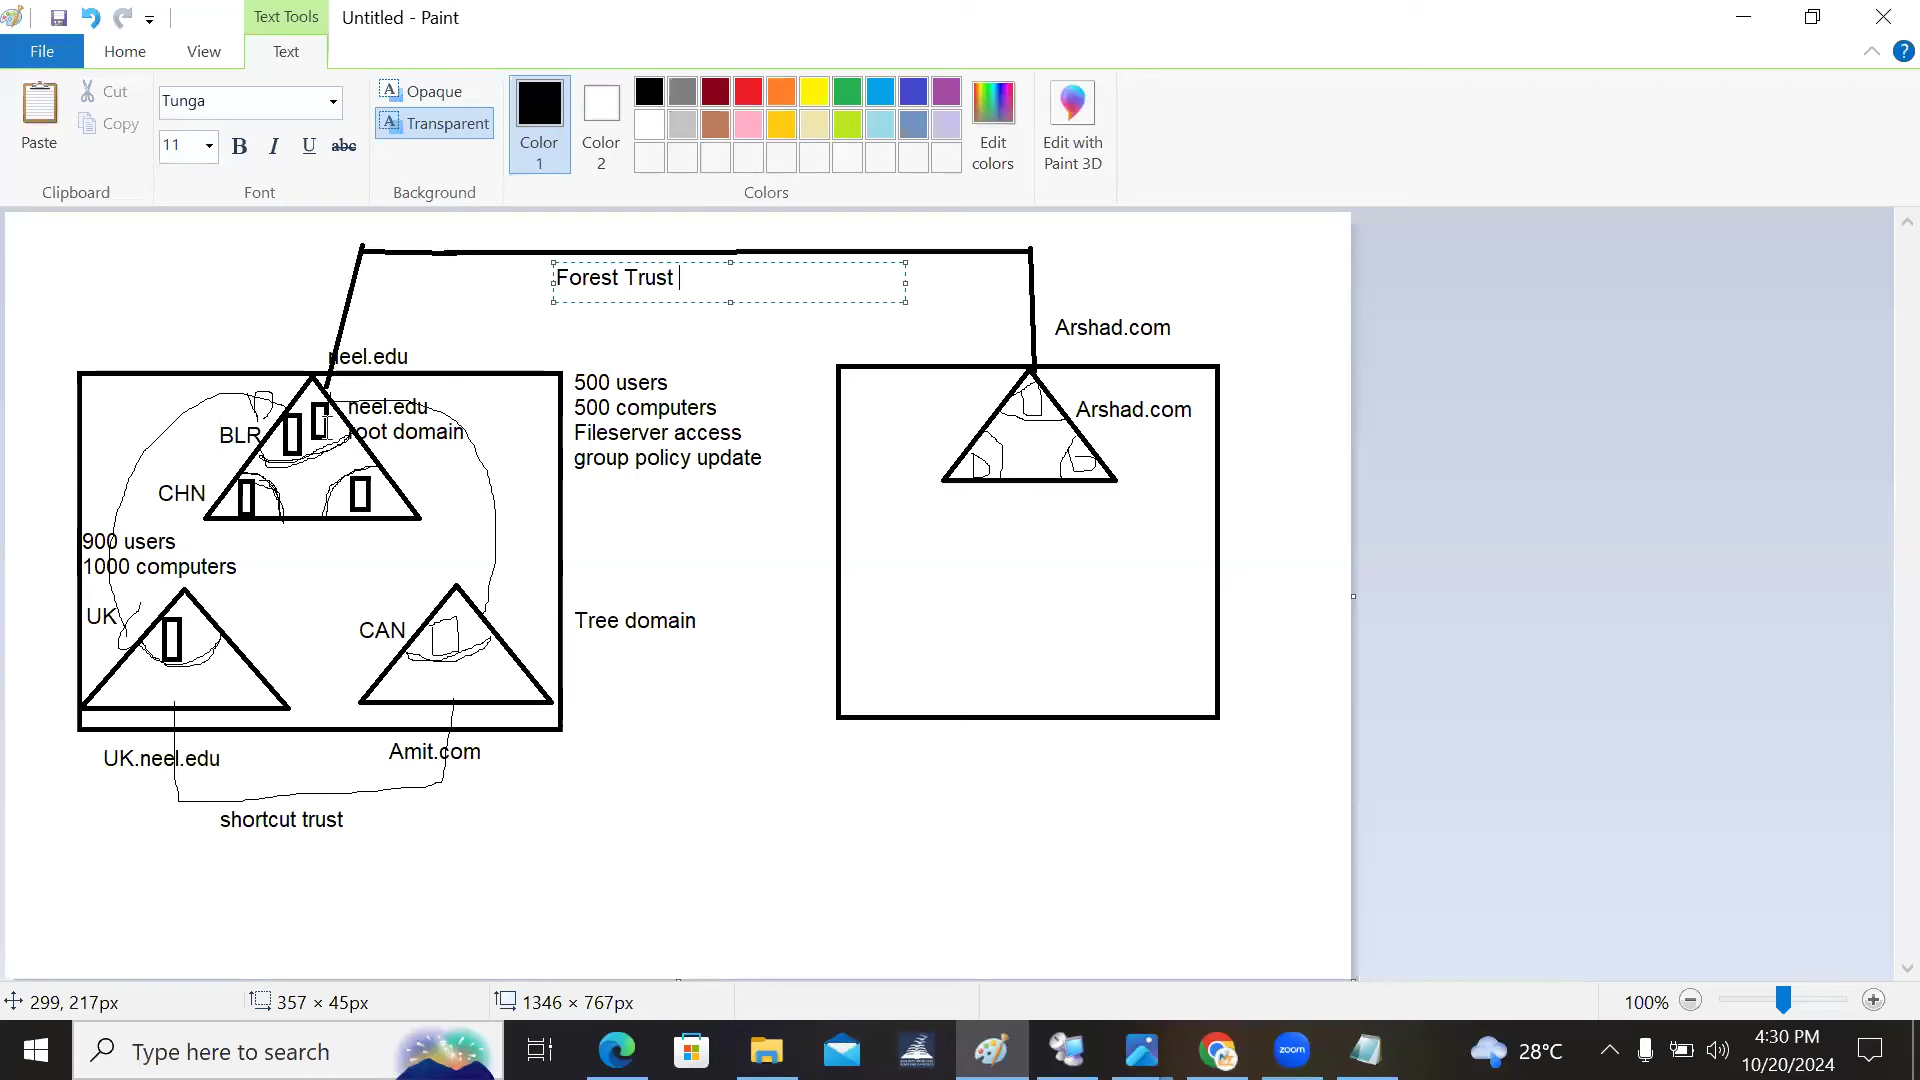 Text Tools
Untitled - Paint
File
Home
View
Text
?
Paste
Cut
Copy
Clipboard
Tunga
11
B I U abc
Font
A Opaque
A Transparent
Background
Color 1
Color 2
Edit colors
Edit with Paint 3D
Colors
Forest Trust
Arshad.com
neel.edu
500 users
500 computers
Fileserver access
group policy update
neel.edu
root domain
Arshad.com
BLR
CHN
900 users
1000 computers
UK
CAN
Tree domain
UK.neel.edu
Amit.com
shortcut trust
299, 217px
357 × 45px
1346 × 767px
100%
Type here to search
zoom
28°C
4:30 PM
10/20/2024